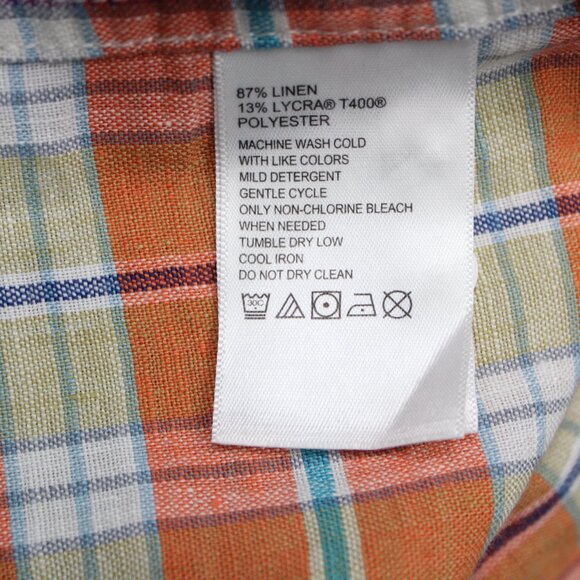 87% LINEN
13% LYCRA® T400®
POLYESTER
MACHINE WASH COLD
WITH LIKE COLORS
MILD DETERGENT
GENTLE CYCLE
ONLY NON-CHLORINE BLEACH
WHEN NEEDED
TUMBLE DRY LOW
COOL IRON
DO NOT DRY CLEAN
30C